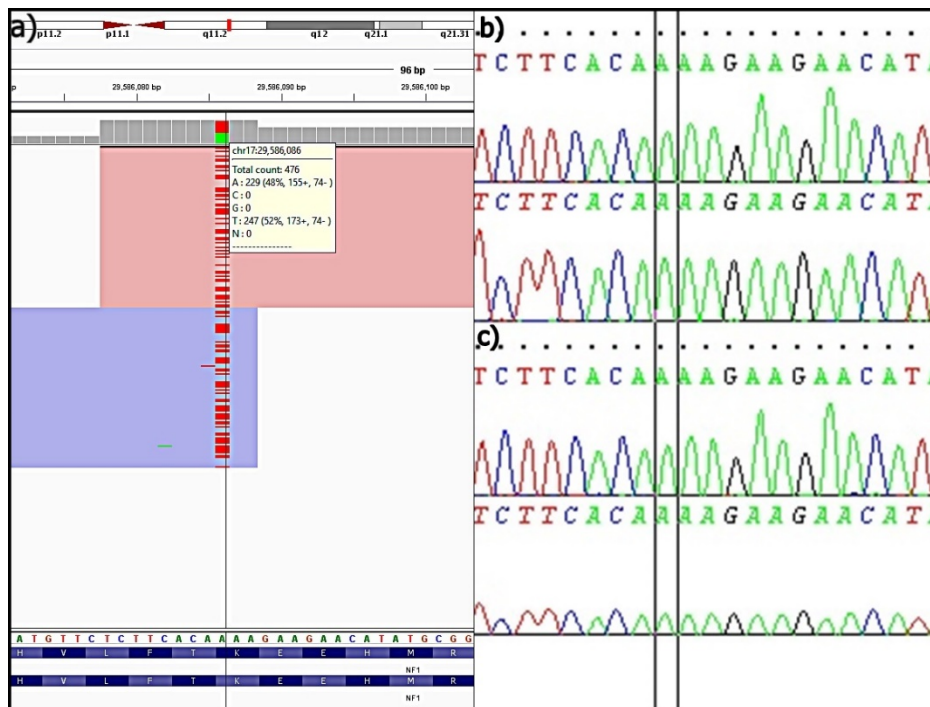 a)
p11.2 p11.1 q11.2 q12 q21.1 q21.31
96 bp
29,586,080 bp 29,586,090 bp 29,586,100 bp
chr17:29,586,086
Total count: 476
A : 229 (48%, 155+, 74- )
C : 0
G : 0
T : 247 (52%, 173+, 74- )
N : 0
---------------
A T G T T C T C T T C A C A A A A G A A G A A C A T A T G C G G
H V L F T K E E H M R
NF1
H V L F T K E E H M R
NF1
b)
T C T T C A C A A A A G A A G A A C A T A
T C T T C A C A A A A G A A G A A C A T A
c)
T C T T C A C A A A A G A A G A A C A T A
T C T T C A C A A A A G A A G A A C A T A